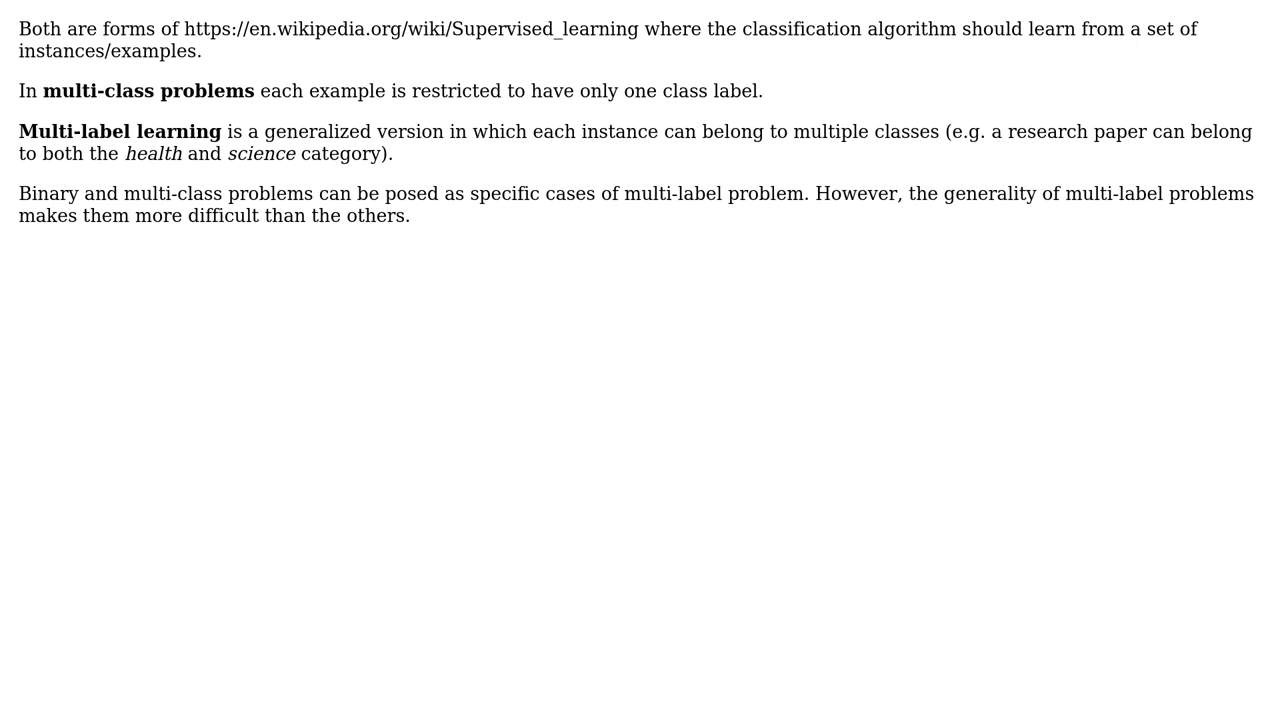 Both are forms of https://en.wikipedia.org/wiki/Supervised_learning where the classification algorithm should learn from a set of
instances/examples.
In multi-class problems each example is restricted to have only one class label.
Multi-label learning is a generalized version in which each instance can belong to multiple classes (e.g. a research paper can belong
to both the health and science category).
Binary and multi-class problems can be posed as specific cases of multi-label problem. However, the generality of multi-label problems
makes them more difficult than the others.